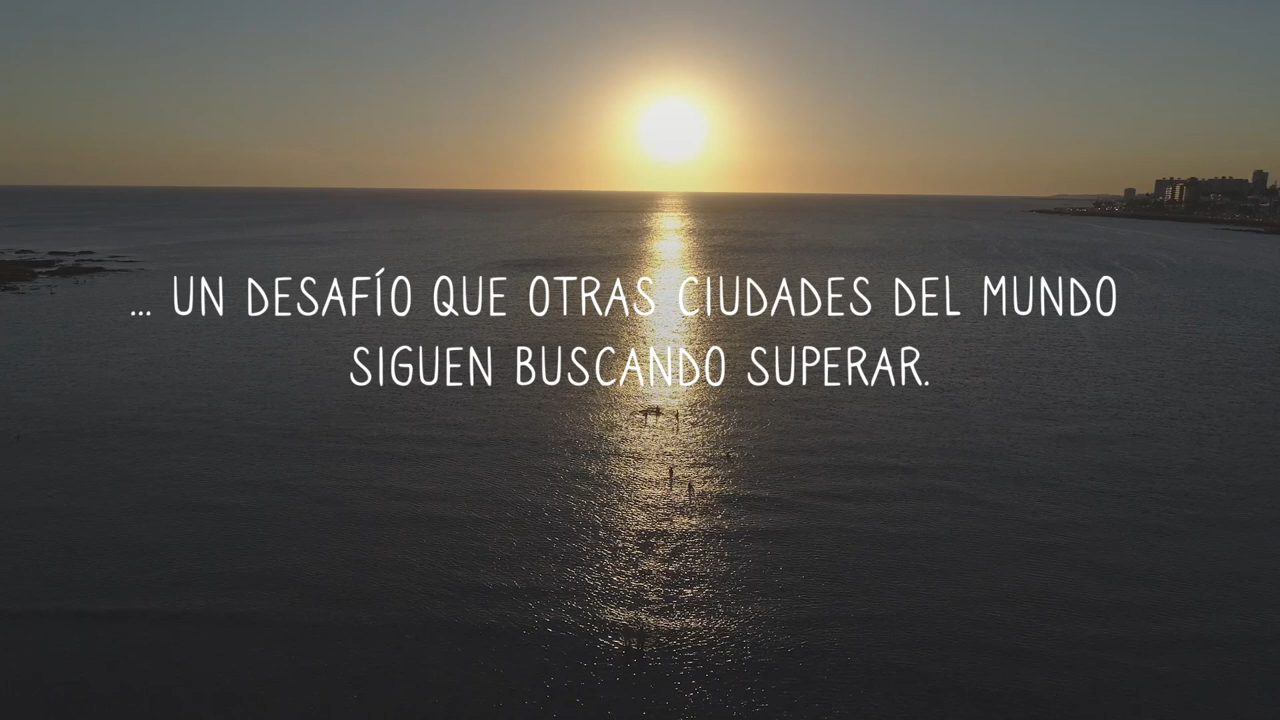 ... UN DESAFÍO QUE OTRAS CIUDADES DEL MUNDO
SIGUEN BUSCANDO SUPERAR.